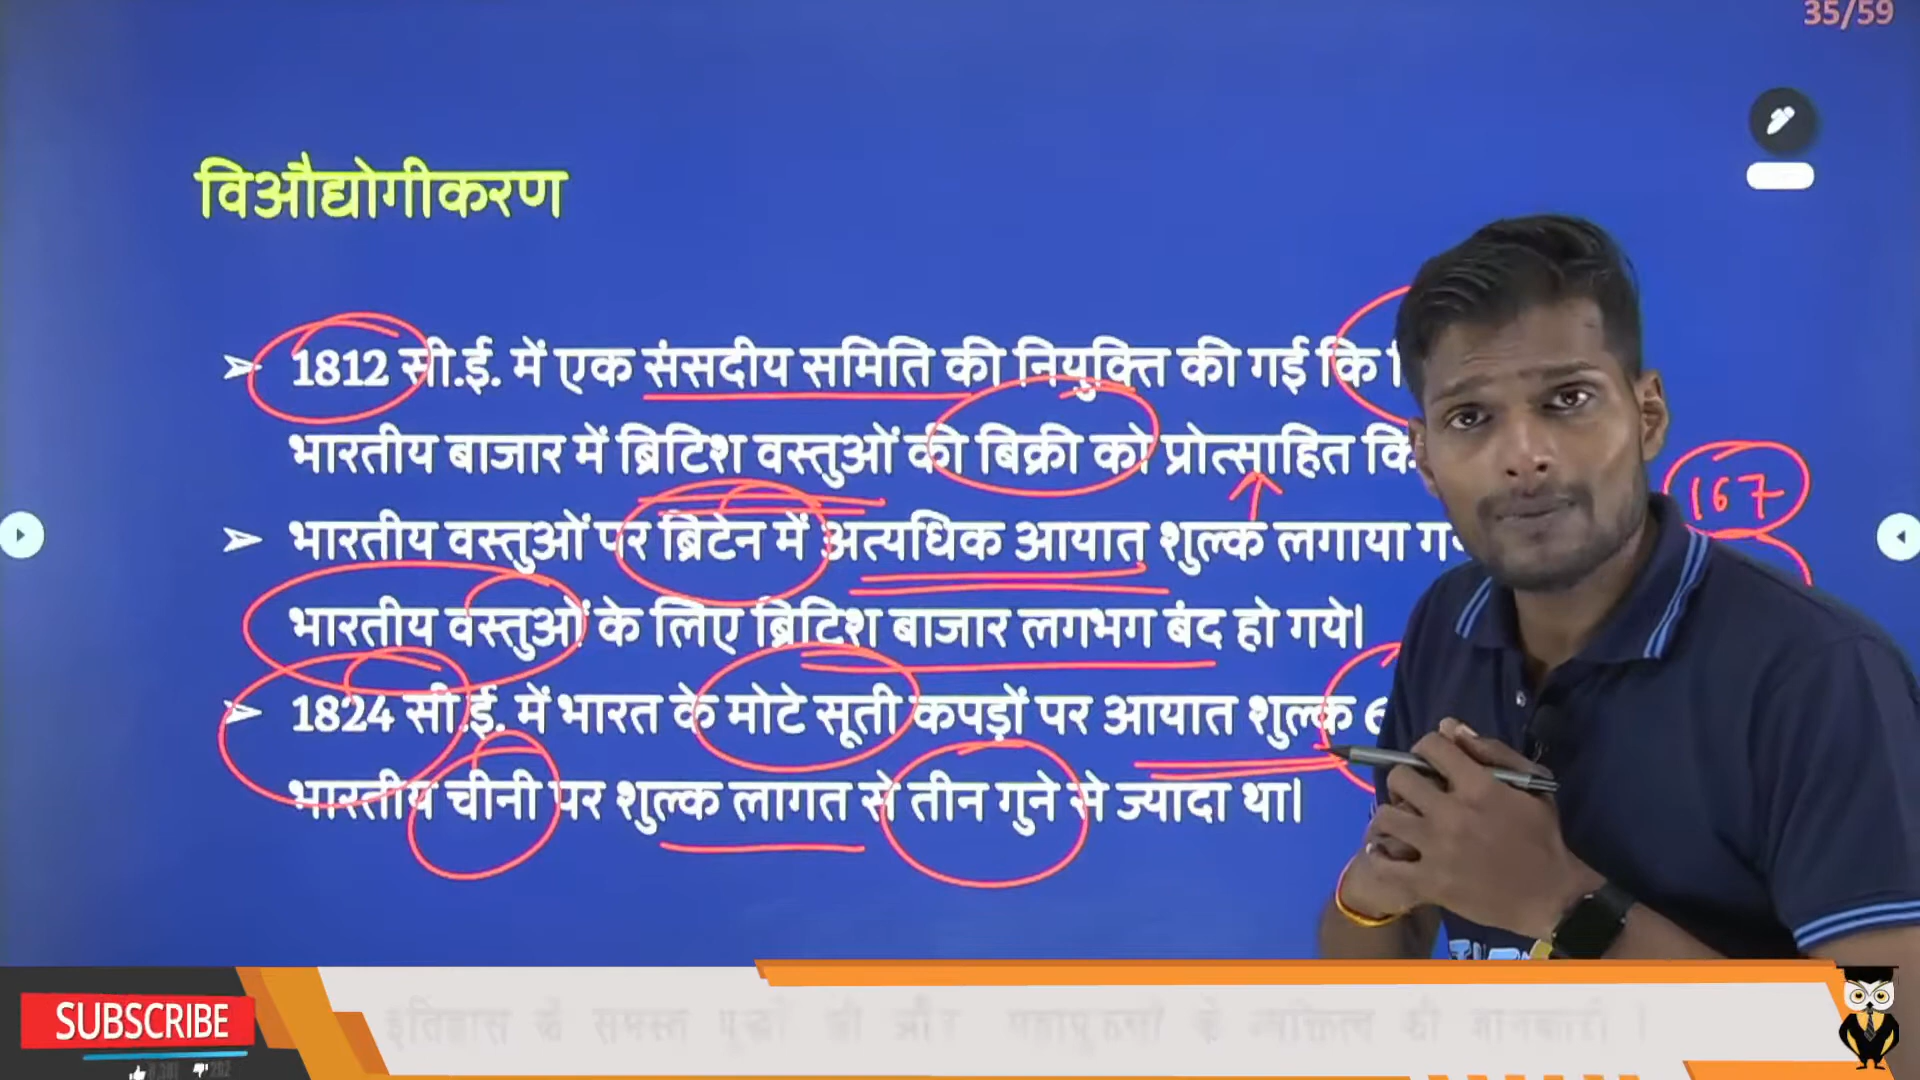 35/59
विऔद्योगीकरण
➢ 1812 सी.ई. में एक संसदीय समिति की नियुक्ति की गई कि
भारतीय बाजार में ब्रिटिश वस्तुओं की बिक्री को प्रोत्साहित
167
➢ भारतीय वस्तुओं पर ब्रिटेन में अत्यधिक आयात शुल्क लगाया
भारतीय वस्तुओं के लिए ब्रिटिश बाजार लगभग बंद हो गये।
➢ 1824 सी.ई. में भारत के मोटे सूती कपड़ों पर आयात शुल्क
भारतीय चीनी पर शुल्क लागत से तीन गुने से ज्यादा था।
SUBSCRIBE